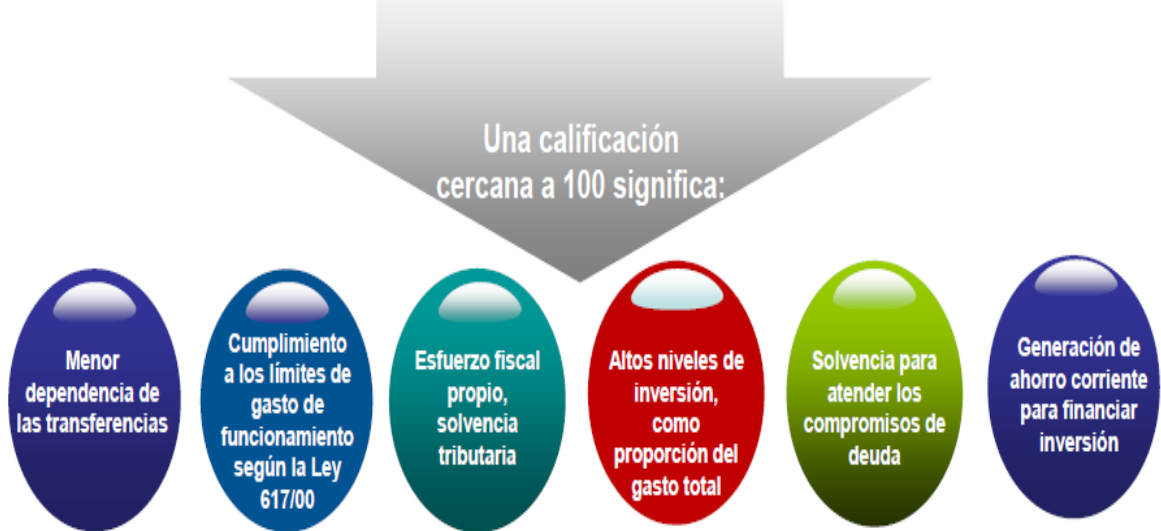 Una calificación
cercana a 100 significa:
Menor
dependencia de
las transferencias
Cumplimiento
a los límites de
gasto de
funcionamiento
según la Ley
617/00
Esfuerzo fiscal
propio,
solvencia
tributaria
Altos niveles de
inversión,
como
proporción del
gasto total
Solvencia para
atender los
compromisos de
deuda
Generación de
ahorro corriente
para financiar
inversión